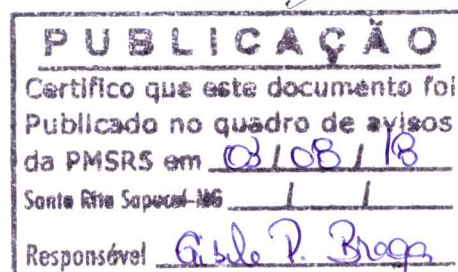 PUBLICAÇÃO
Certifico que este documento foi
Publicado no quadro de avisos
da PMSRS em 03 / 08 / 18
Santa Rita Sapucaí-MG / /
Responsável Gisele P. Braga